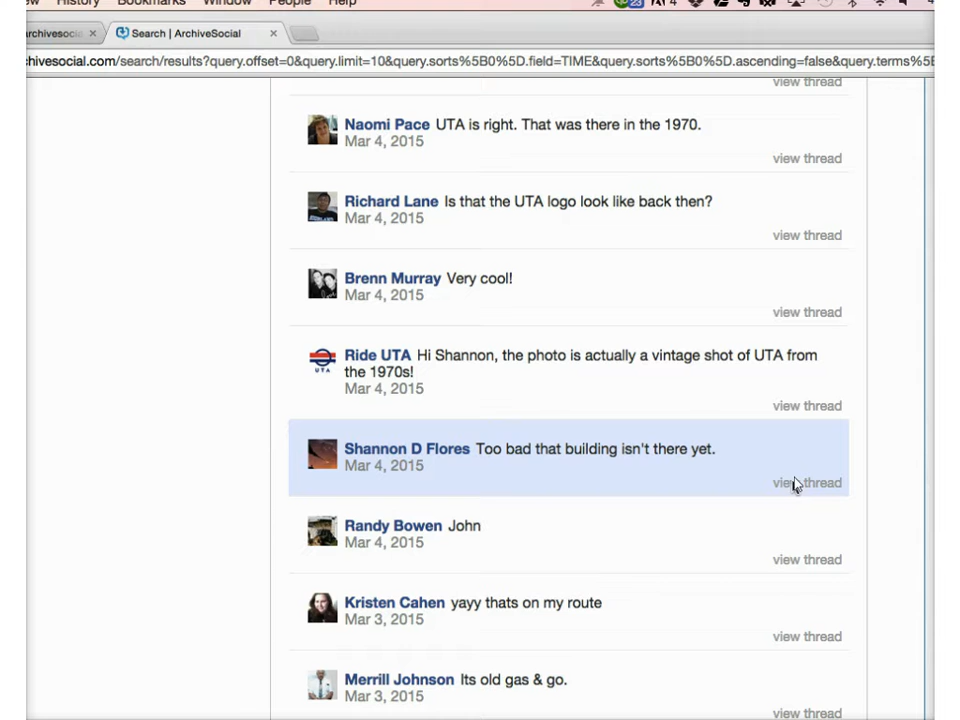 History Bookmarks Window People Help
23 4
archivesocia × Search | ArchiveSocial ×
hivesocial.com/search/results?query.offset=0&query.limit=10&query.sorts%5B0%5D.field=TIME&query.sorts%5B0%5D.ascending=false&query.terms%5
view thread
Naomi Pace UTA is right. That was there in the 1970.
Mar 4, 2015
view thread
Richard Lane Is that the UTA logo look like back then?
Mar 4, 2015
view thread
Brenn Murray Very cool!
Mar 4, 2015
view thread
Ride UTA Hi Shannon, the photo is actually a vintage shot of UTA from
the 1970s!
UTA
Mar 4, 2015
view thread
Shannon D Flores Too bad that building isn't there yet.
Mar 4, 2015
view thread
Randy Bowen John
Mar 4, 2015
view thread
Kristen Cahen yayy thats on my route
Mar 3, 2015
view thread
Merrill Johnson Its old gas & go.
Mar 3, 2015
view thread